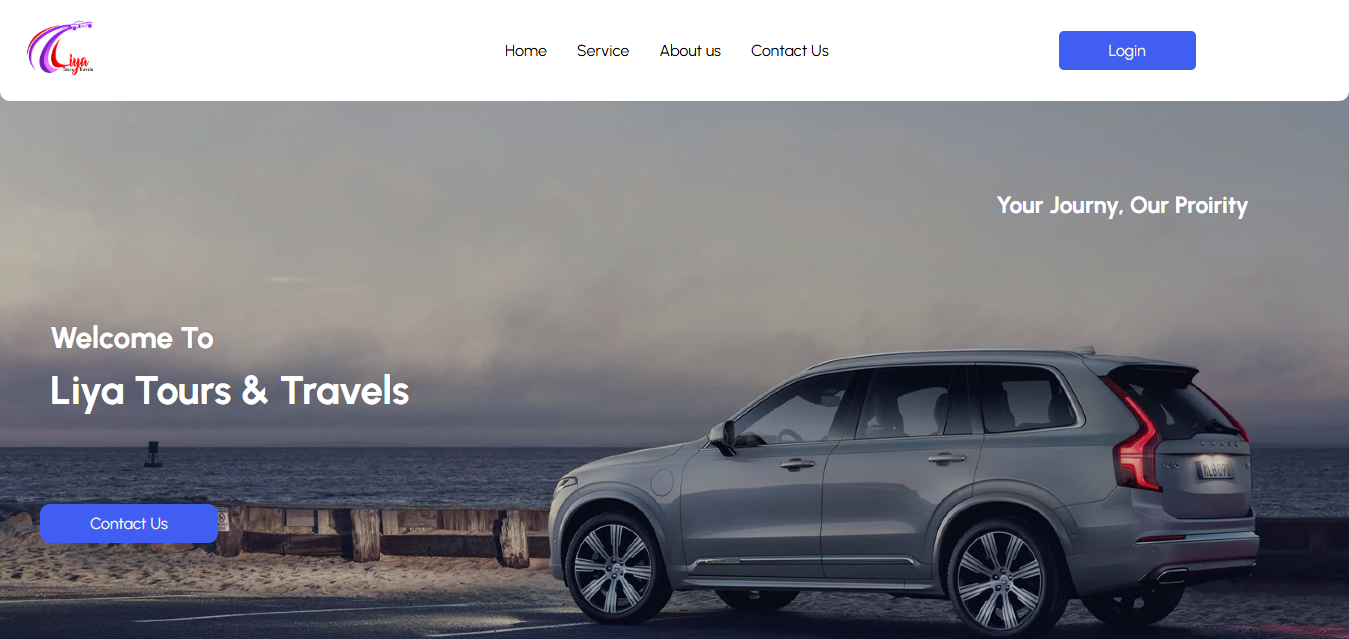 Liya
Tours & Travels
Home Service About us Contact Us Login
Your Journy, Our Proirity
Welcome To
Liya Tours & Travels
Contact Us